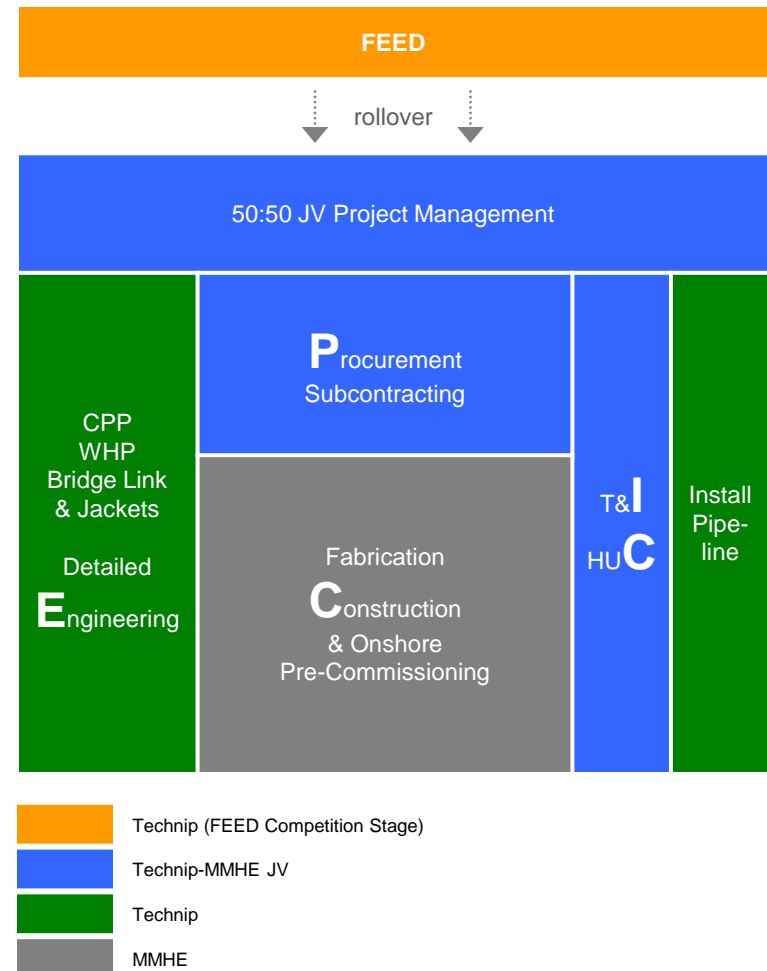 FEED
rollover
50:50 JV Project Management
CPP
WHP
Bridge Link
& Jackets
Detailed
Engineering
Procurement
Subcontracting
Fabrication
Construction
& Onshore
Pre-Commissioning
T&I
HUC
Install
Pipe-
line
Technip (FEED Competition Stage)
Technip-MMHE JV
Technip
MMHE